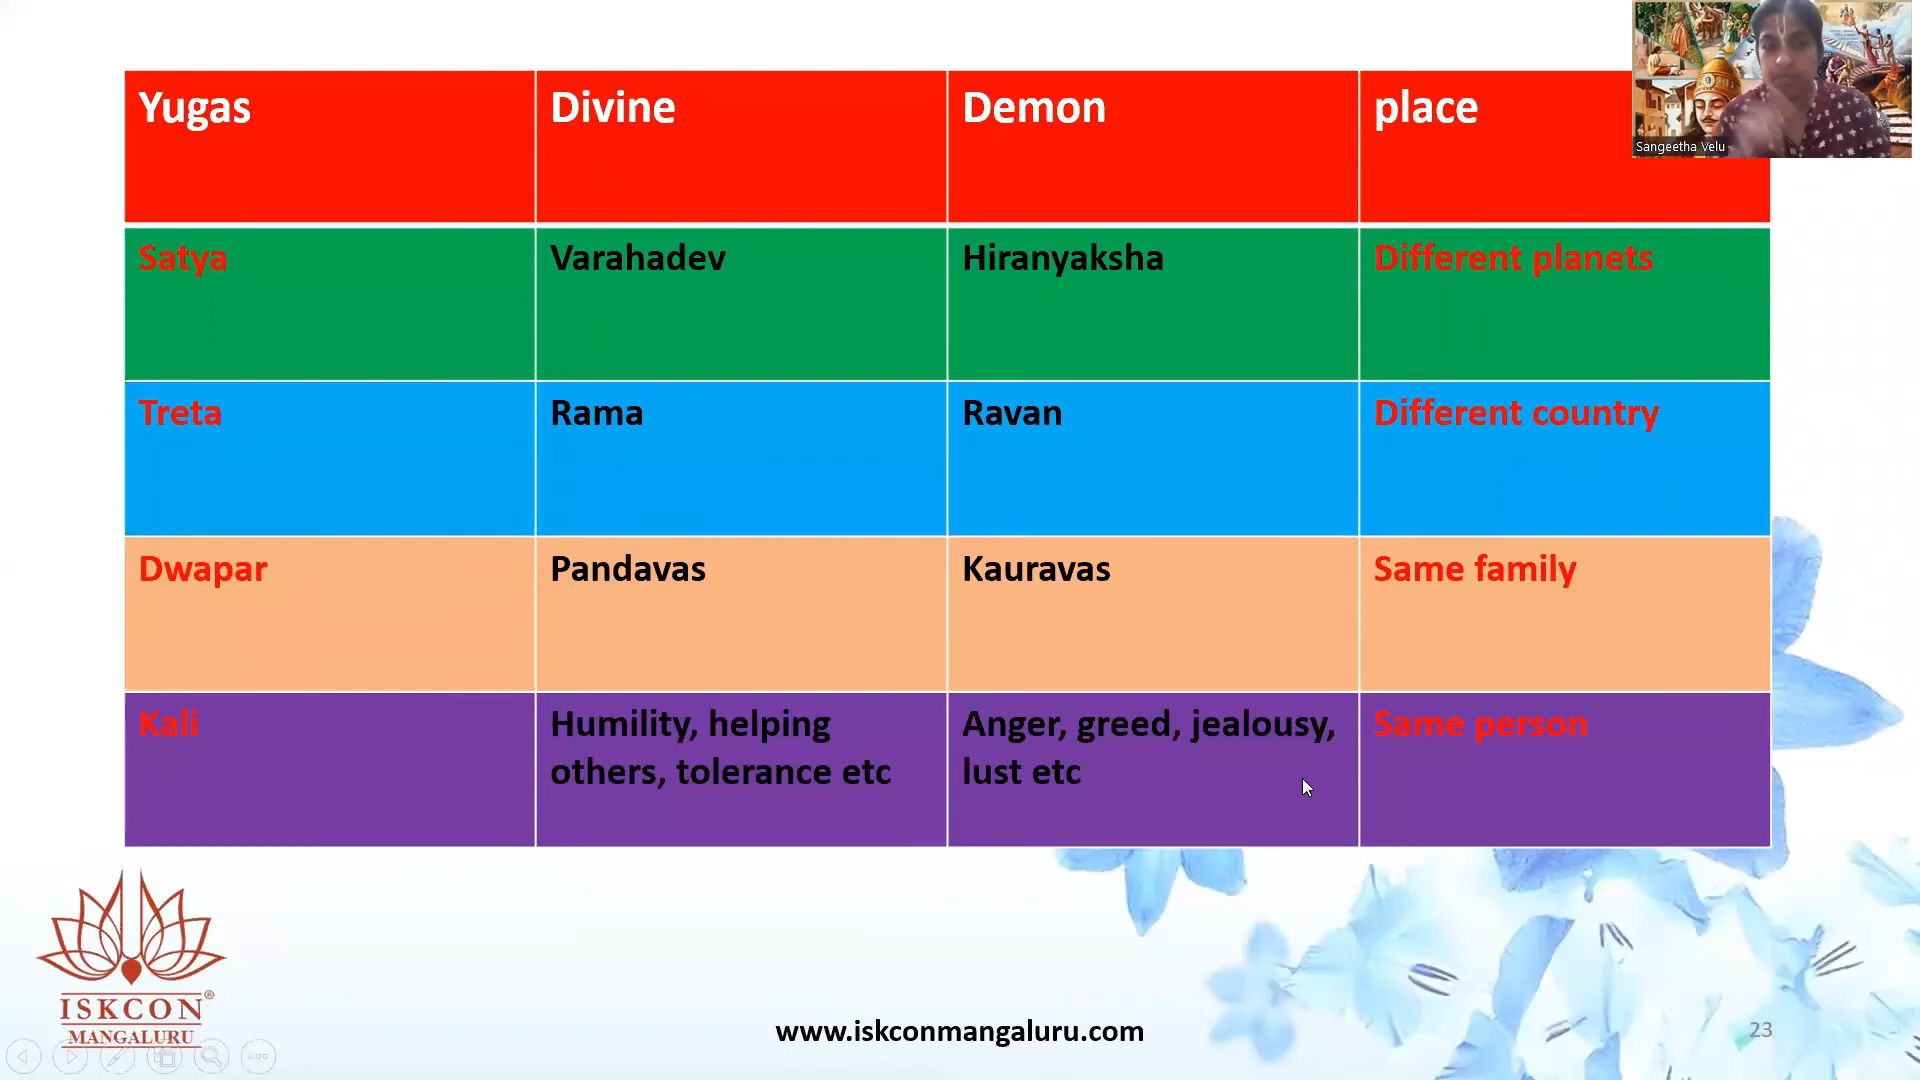 Yugas Divine Demon place
Sangeetha Velu
Satya Varahadev Hiranyaksha Different planets
Treta Rama Ravan Different country
Dwapar Pandavas Kauravas Same family
Kali Humility, helping Anger, greed, jealousy, Same person
others, tolerance etc lust etc
ISKCON®
MANGALURU
www.iskconmangaluru.com
23